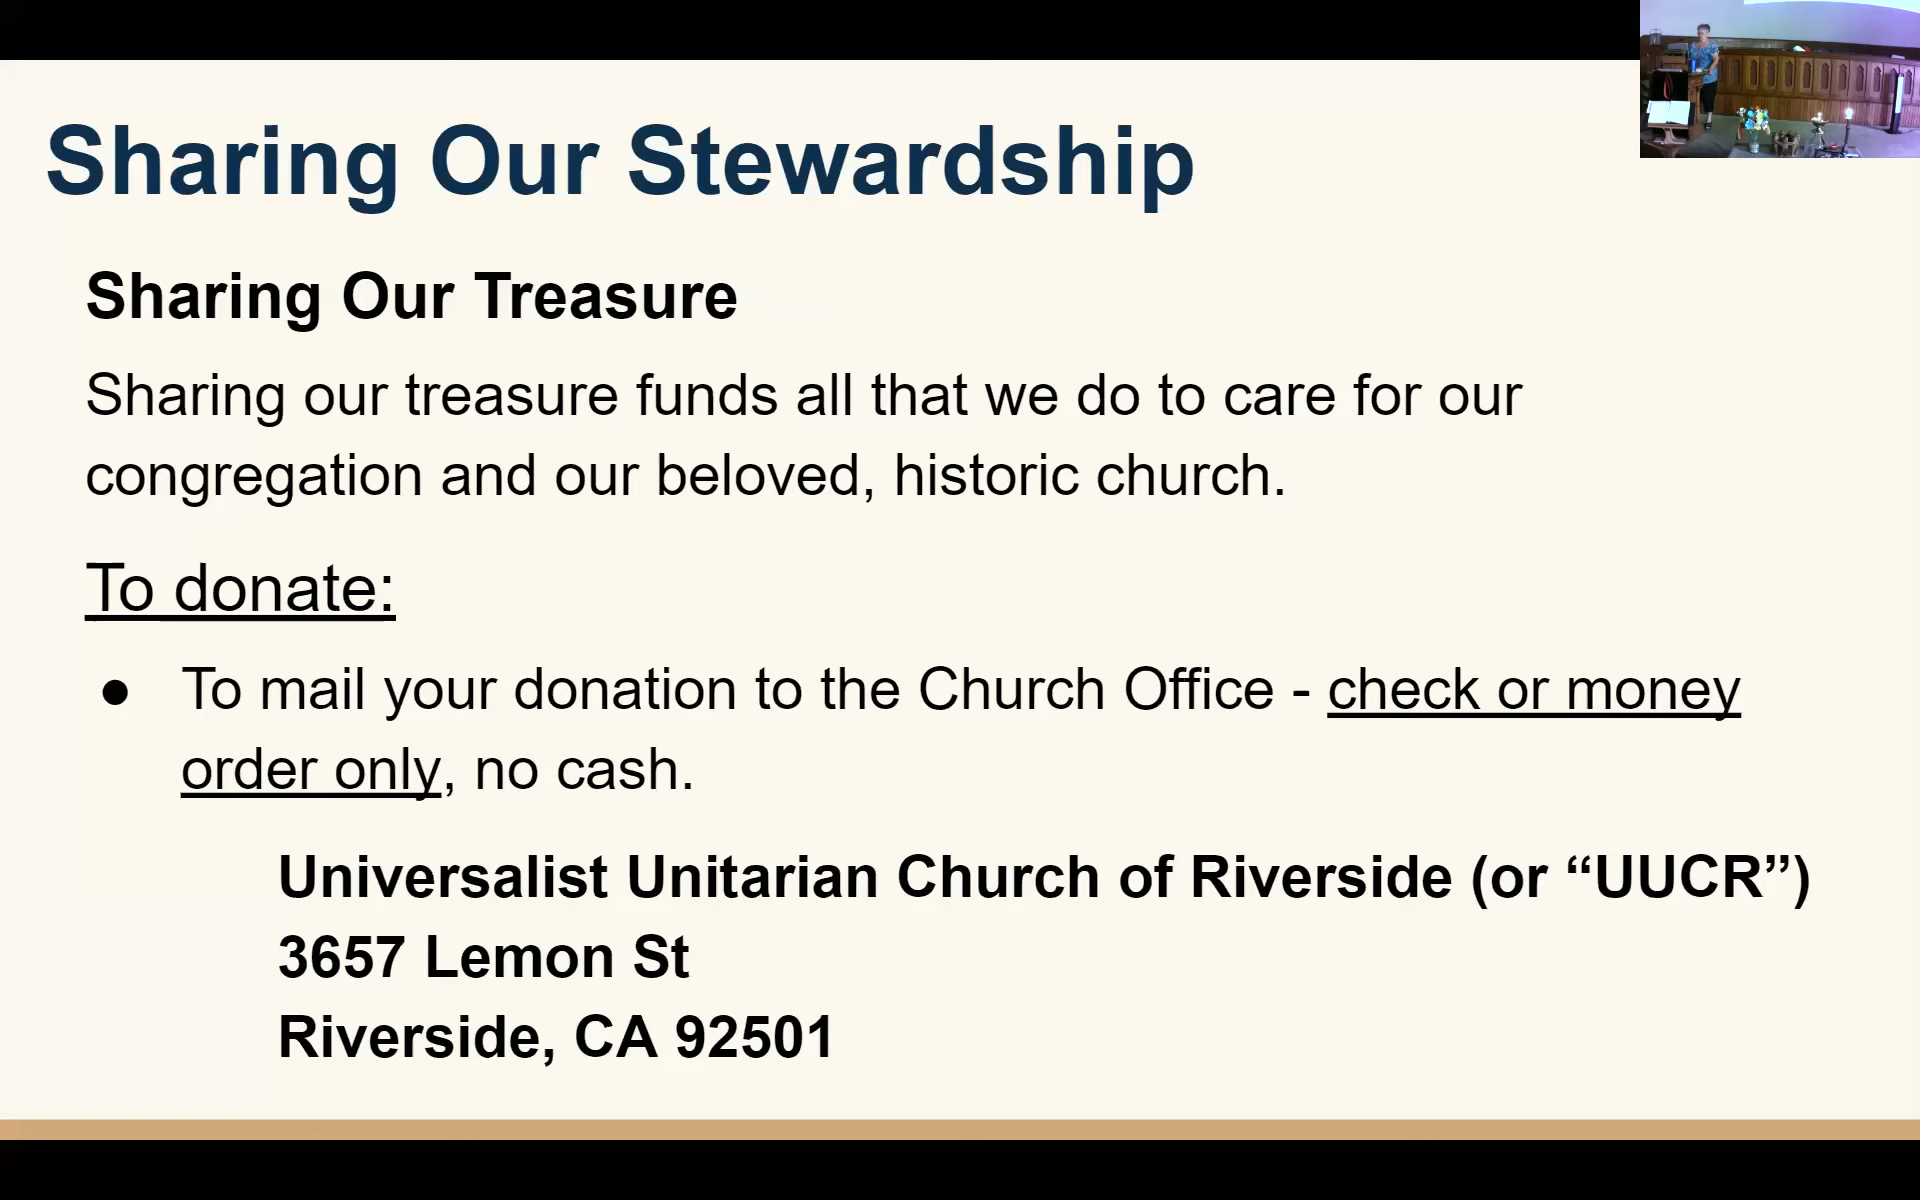 Sharing Our Stewardship
Sharing Our Treasure
Sharing our treasure funds all that we do to care for our
congregation and our beloved, historic church.
To donate:
● To mail your donation to the Church Office - check or money
order only, no cash.
Universalist Unitarian Church of Riverside (or “UUCR”)
3657 Lemon St
Riverside, CA 92501